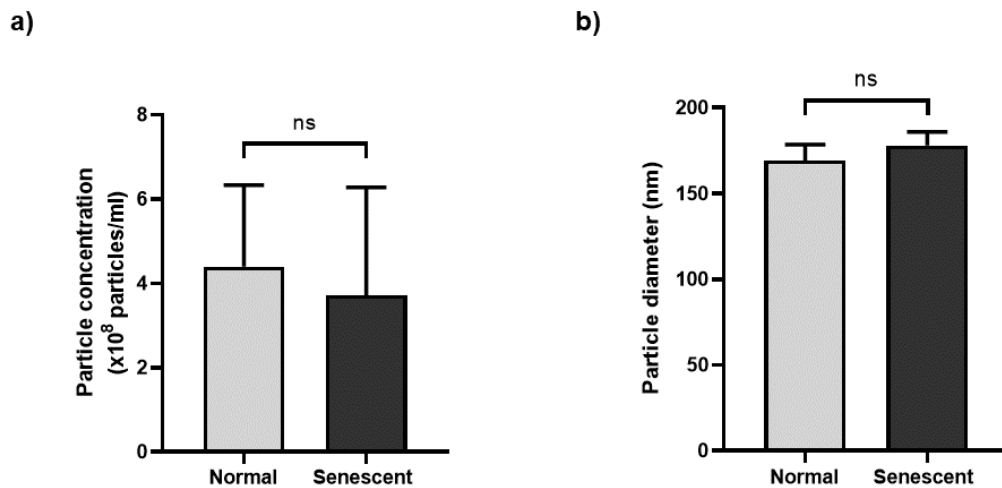 a)
ns
8
6
4
2
0
Particle concentration
(x10⁸ particles/ml)
Normal Senescent
b)
ns
200
150
100
50
0
Particle diameter (nm)
Normal Senescent